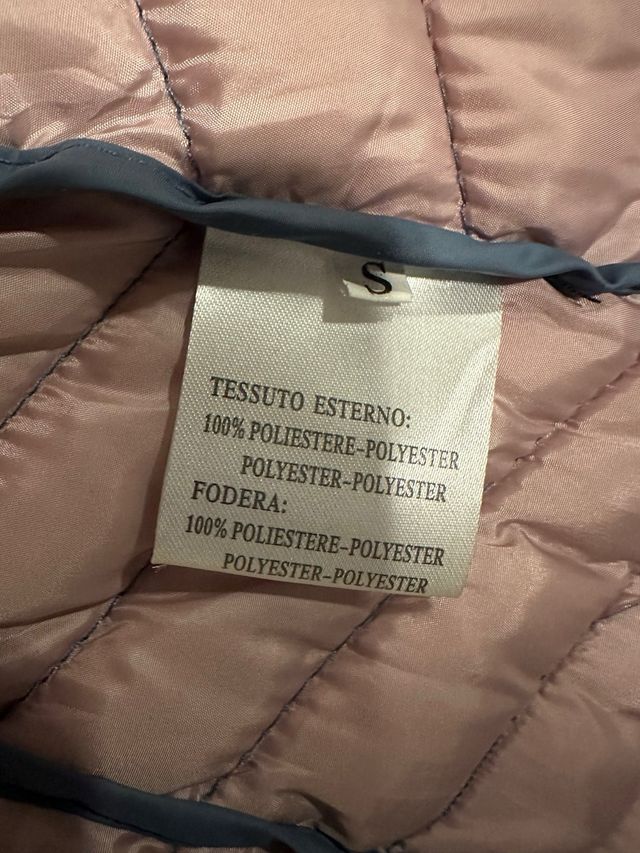 S
TESSUTO ESTERNO:
100% POLIESTERE-POLYESTER
POLYESTER-POLYESTER
FODERA:
100% POLIESTERE-POLYESTER
POLYESTER-POLYESTER